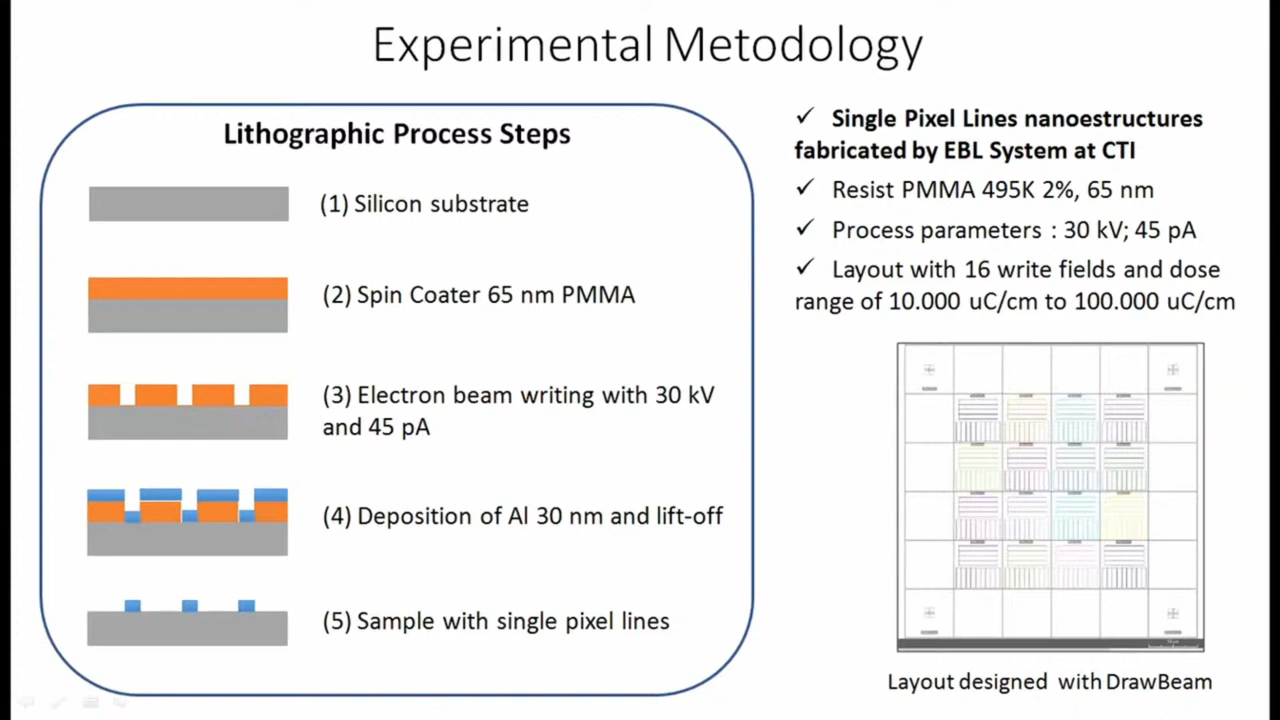 Experimental Metodology
Lithographic Process Steps
(1) Silicon substrate
(2) Spin Coater 65 nm PMMA
(3) Electron beam writing with 30 kV
and 45 pA
(4) Deposition of Al 30 nm and lift-off
(5) Sample with single pixel lines
✓ Single Pixel Lines nanoestructures
fabricated by EBL System at CTI
✓ Resist PMMA 495K 2%, 65 nm
✓ Process parameters : 30 kV; 45 pA
✓ Layout with 16 write fields and dose
range of 10.000 uC/cm to 100.000 uC/cm
Layout designed with DrawBeam